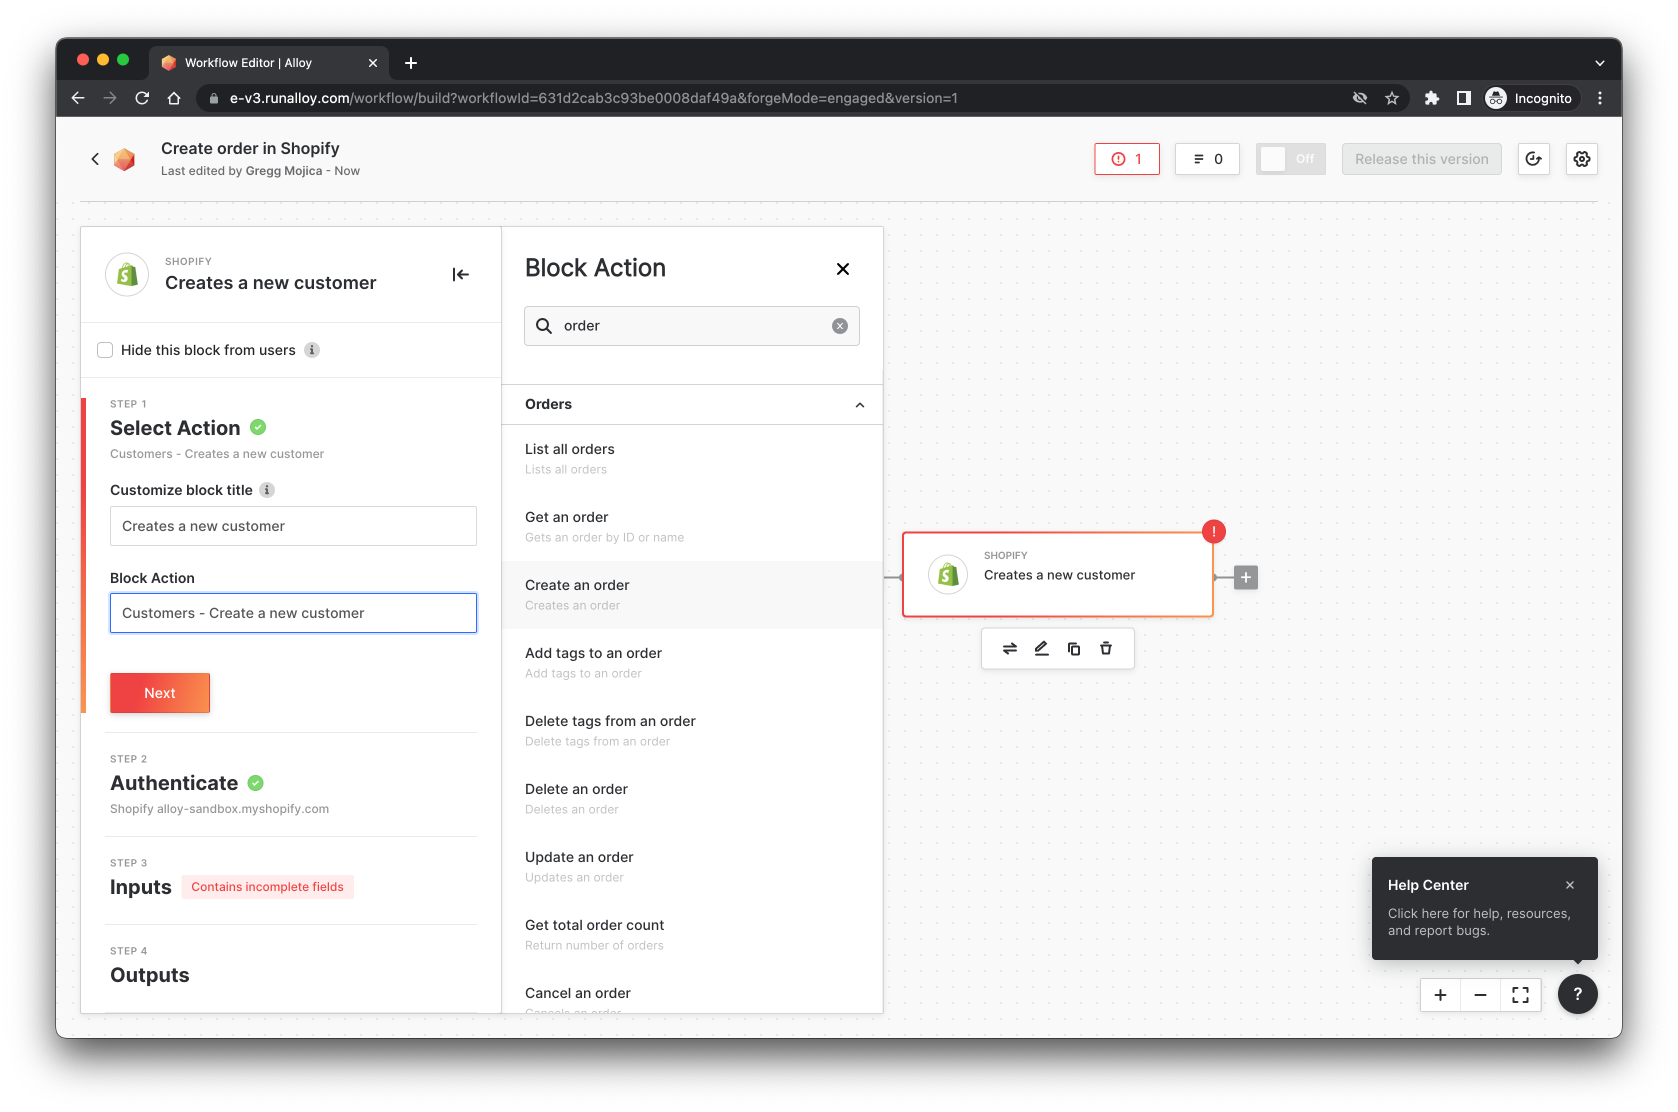 Workflow Editor | Alloy
e-v3.runalloy.com/workflow/build?workflowId=631d2cab3c93be0008daf49a&forgeMode=engaged&version=1
Incognito
Create order in Shopify
Last edited by Gregg Mojica - Now
1
0
Off
Release this version
SHOPIFY
Creates a new customer
Hide this block from users
STEP 1
Select Action
Customers - Creates a new customer
Customize block title
Creates a new customer
Block Action
Customers - Create a new customer
Next
STEP 2
Authenticate
Shopify alloy-sandbox.myshopify.com
STEP 3
Inputs Contains incomplete fields
STEP 4
Outputs
Block Action
order
Orders
List all orders
Lists all orders
Get an order
Gets an order by ID or name
Create an order
Creates an order
Add tags to an order
Add tags to an order
Delete tags from an order
Delete tags from an order
Delete an order
Deletes an order
Update an order
Updates an order
Get total order count
Return number of orders
Cancel an order
Cancels an order
SHOPIFY
Creates a new customer
Help Center
Click here for help, resources,
and report bugs.